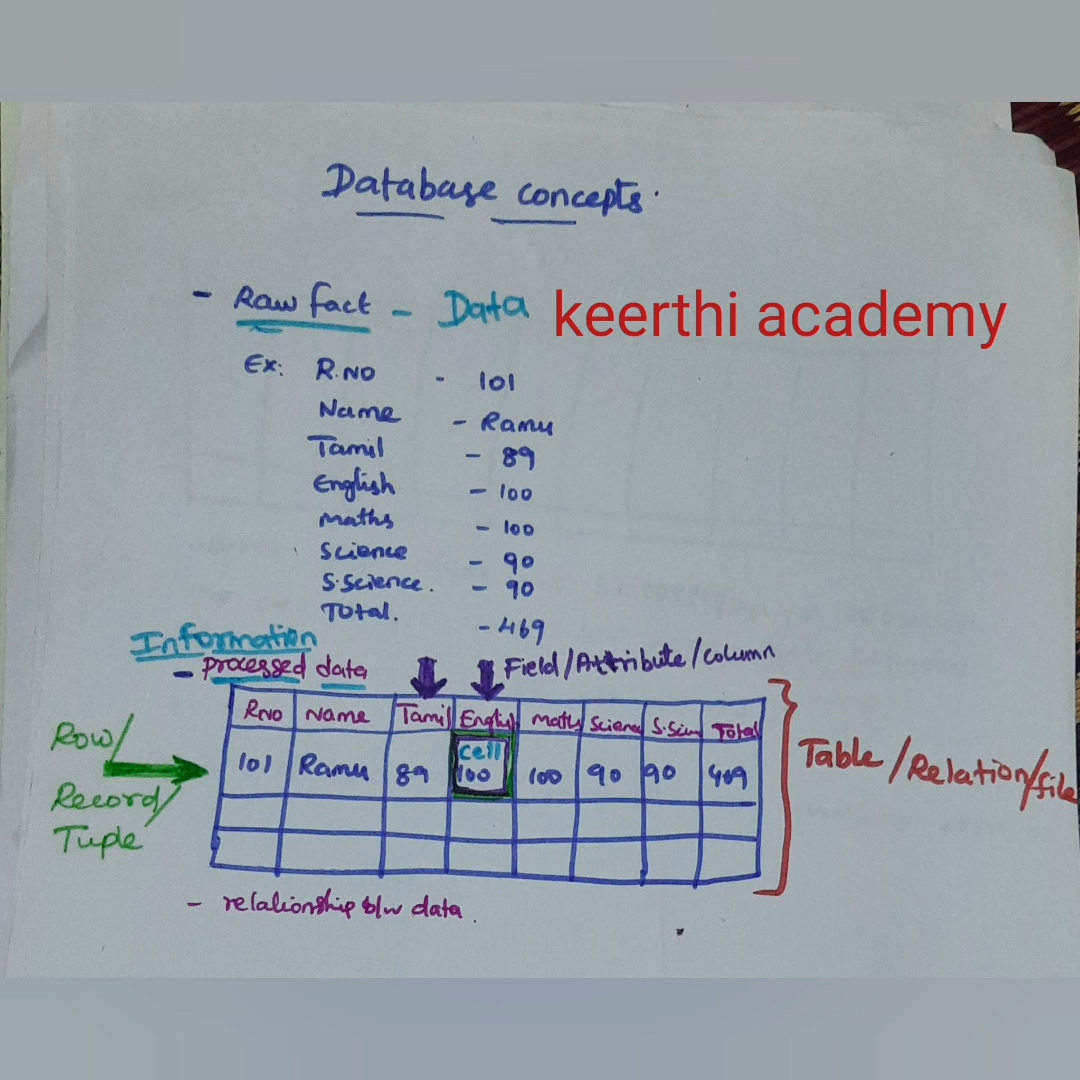 Database concepts.
- Raw fact - Data
keerthi academy
Ex: R.NO - 101
Name - Ramu
Tamil - 89
English - 100
Maths - 100
Science - 90
S.Science. - 90
Total. - 469
Information
- processed data
Field/Attribute/column
RNo Name Tamil English maths Science S.Scien Total
cell
101 Ramu 89 100 100 90 90 469
Row/
Record/
Tuple
Table/Relation/file
- relationship b/w data.